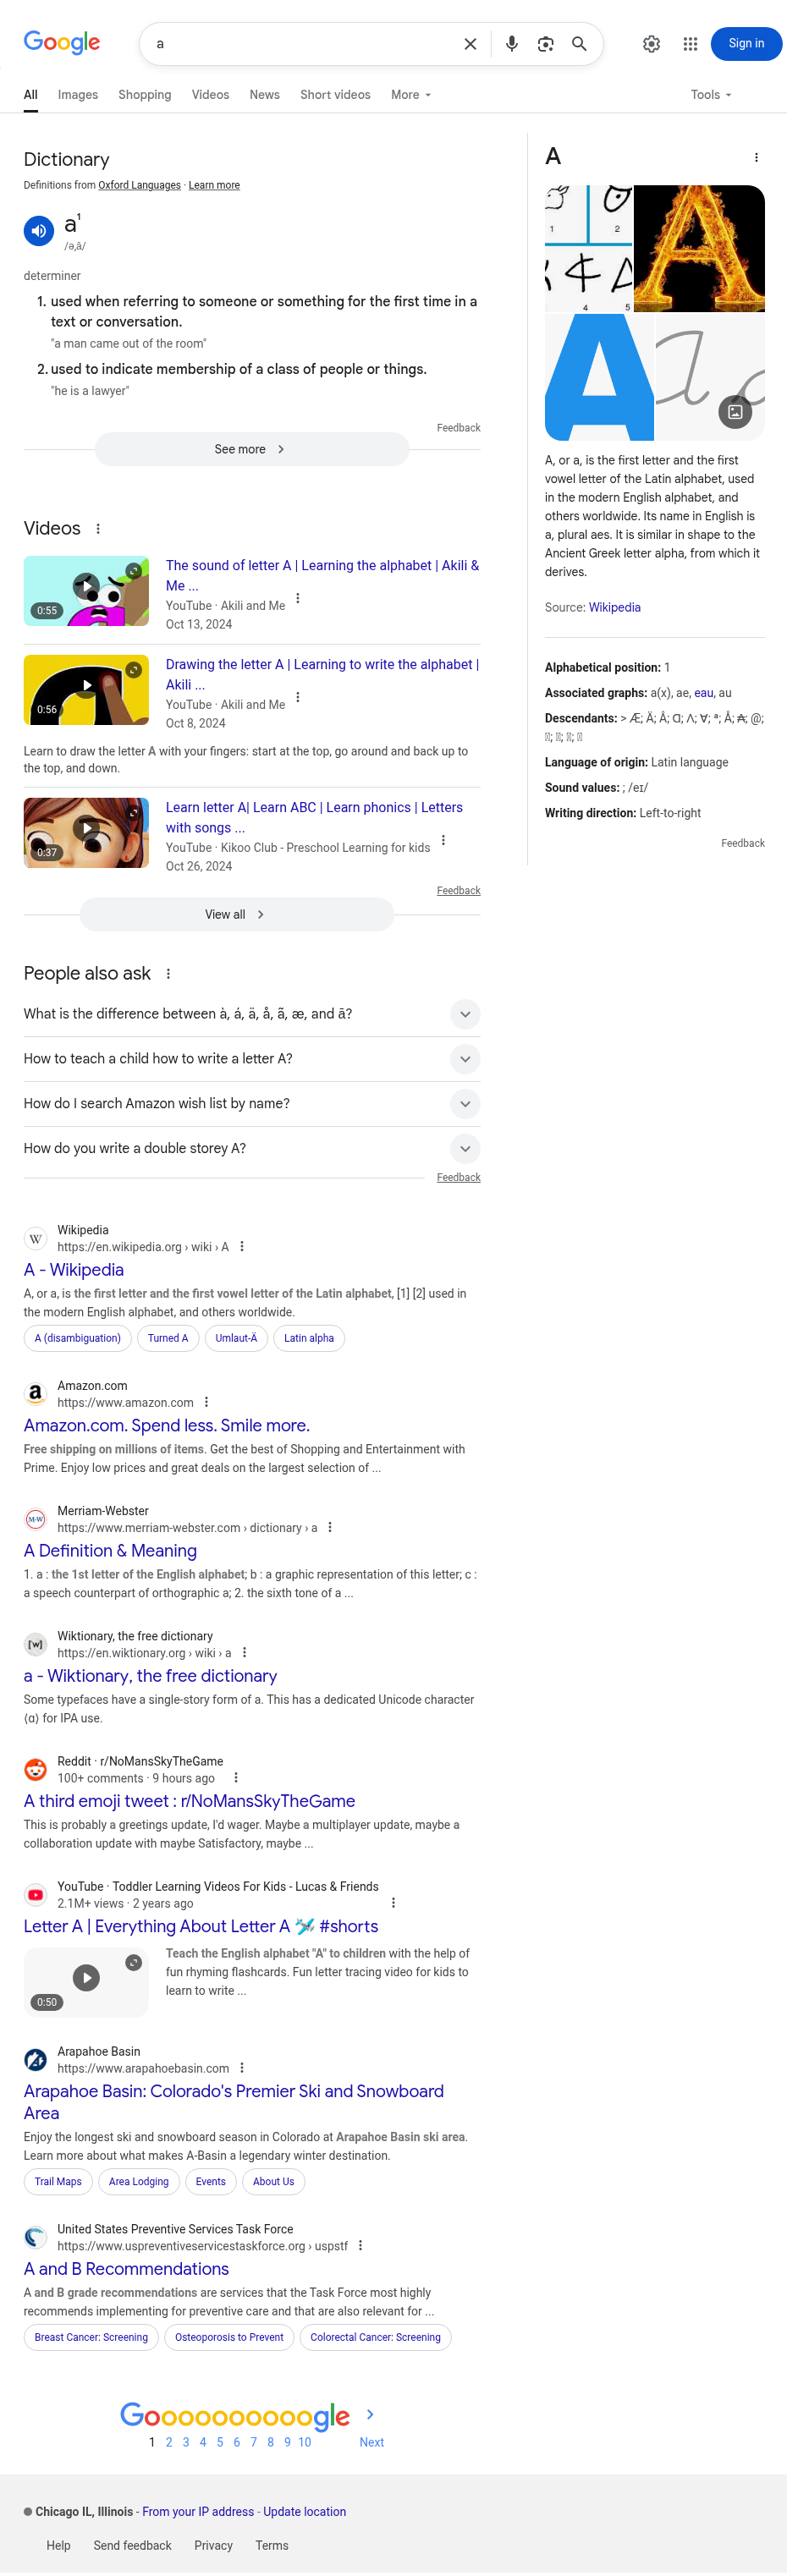 Google
a
Sign in
All
Images
Shopping
Videos
News
Short videos
More
Tools
Dictionary
Definitions from Oxford Languages · Learn more
a¹
/ə,ā/
determiner
1. used when referring to someone or something for the first time in a
text or conversation.
"a man came out of the room"
2. used to indicate membership of a class of people or things.
"he is a lawyer"
Feedback
See more
Videos
0:55
The sound of letter A | Learning the alphabet | Akili &
Me ...
YouTube · Akili and Me
Oct 13, 2024
0:56
Drawing the letter A | Learning to write the alphabet |
Akili ...
YouTube · Akili and Me
Oct 8, 2024
Learn to draw the letter A with your fingers: start at the top, go around and back up to
the top, and down.
0:37
Learn letter A| Learn ABC | Learn phonics | Letters
with songs ...
YouTube · Kikoo Club - Preschool Learning for kids
Oct 26, 2024
Feedback
View all
People also ask
What is the difference between à, á, ä, å, ã, æ, and ā?
How to teach a child how to write a letter A?
How do I search Amazon wish list by name?
How do you write a double storey A?
Feedback
W
Wikipedia
https://en.wikipedia.org › wiki › A
A - Wikipedia
A, or a, is the first letter and the first vowel letter of the Latin alphabet, [1] [2] used in
the modern English alphabet, and others worldwide.
A (disambiguation)
Turned A
Umlaut-Ä
Latin alpha
a
Amazon.com
https://www.amazon.com
Amazon.com. Spend less. Smile more.
Free shipping on millions of items. Get the best of Shopping and Entertainment with
Prime. Enjoy low prices and great deals on the largest selection of ...
M-W
Merriam-Webster
https://www.merriam-webster.com › dictionary › a
A Definition & Meaning
1. a : the 1st letter of the English alphabet; b : a graphic representation of this letter; c :
a speech counterpart of orthographic a; 2. the sixth tone of a ...
[w]
Wiktionary, the free dictionary
https://en.wiktionary.org › wiki › a
a - Wiktionary, the free dictionary
Some typefaces have a single-story form of a. This has a dedicated Unicode character
⟨ɑ⟩ for IPA use.
Reddit · r/NoMansSkyTheGame
100+ comments · 9 hours ago
A third emoji tweet : r/NoMansSkyTheGame
This is probably a greetings update, I'd wager. Maybe a multiplayer update, maybe a
collaboration update with maybe Satisfactory, maybe ...
YouTube · Toddler Learning Videos For Kids - Lucas & Friends
2.1M+ views · 2 years ago
Letter A | Everything About Letter A 🛩️ #shorts
0:50
Teach the English alphabet "A" to children with the help of
fun rhyming flashcards. Fun letter tracing video for kids to
learn to write ...
Arapahoe Basin
https://www.arapahoebasin.com
Arapahoe Basin: Colorado's Premier Ski and Snowboard
Area
Enjoy the longest ski and snowboard season in Colorado at Arapahoe Basin ski area.
Learn more about what makes A-Basin a legendary winter destination.
Trail Maps
Area Lodging
Events
About Us
United States Preventive Services Task Force
https://www.uspreventiveservicestaskforce.org › uspstf
A and B Recommendations
A and B grade recommendations are services that the Task Force most highly
recommends implementing for preventive care and that are also relevant for ...
Breast Cancer: Screening
Osteoporosis to Prevent
Colorectal Cancer: Screening
A
1
2
4
5
A
A
a
A, or a, is the first letter and the first
vowel letter of the Latin alphabet, used
in the modern English alphabet, and
others worldwide. Its name in English is
a, plural aes. It is similar in shape to the
Ancient Greek letter alpha, from which it
derives.
Source: Wikipedia
Alphabetical position: 1
Associated graphs: a(x), ae, eau, au
Descendants: > Æ; Ä; Â; Ɑ; Λ; Ɐ; ª; Å; ₳; @;
Language of origin: Latin language
Sound values: ; /eɪ/
Writing direction: Left-to-right
Feedback
Goooooooooogle
1 2 3 4 5 6 7 8 9 10
Next
Chicago IL, Illinois - From your IP address - Update location
Help
Send feedback
Privacy
Terms